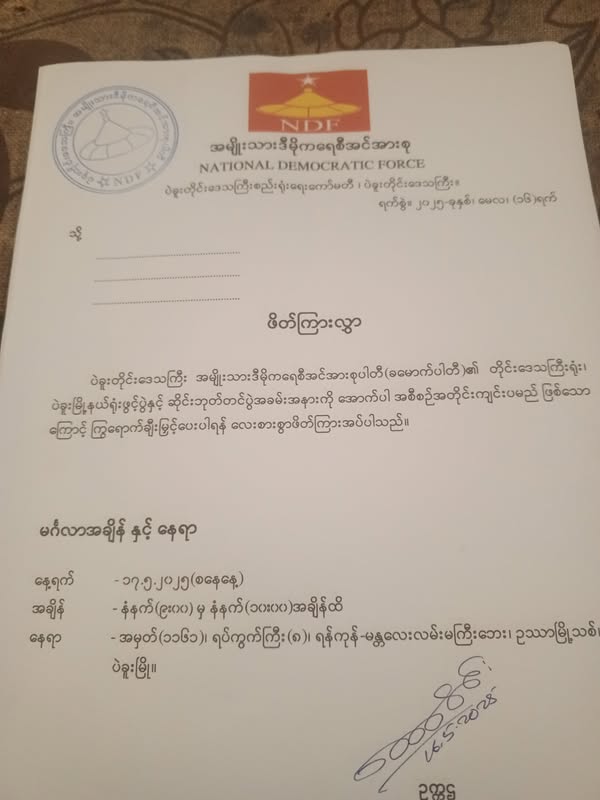 NDF
အမျိုးသားဒီမိုကရေစီအင်အားစု
NATIONAL DEMOCRATIC FORCE
ပဲခူးတိုင်းဒေသကြီးစည်းရုံးရေးကော်မတီ ၊ ပဲခူးတိုင်းဒေသကြီး။
ရက်စွဲ။ ၂၀၂၅-ခုနှစ်၊ မေလ၊ (၁၆)ရက်
သို့
ဖိတ်ကြားလွှာ
ပဲခူးတိုင်းဒေသကြီး အမျိုးသားဒီမိုကရေစီအင်အားစုပါတီ(ခမောက်ပါတီ)၏ တိုင်းဒေသကြီးရုံး၊
ပဲခူးမြို့နယ်ရုံးဖွင့်ပွဲနှင့် ဆိုင်းဘုတ်တင်ပွဲအခမ်းအနားကို အောက်ပါ အစီစဉ်အတိုင်းကျင်းပမည် ဖြစ်သော
ကြောင့် ကြွရောက်ချီးမြှင့်ပေးပါရန် လေးစားစွာဖိတ်ကြားအပ်ပါသည်။
မင်္ဂလာအချိန် နှင့် နေရာ
နေ့ရက် - ၁၇.၅.၂၀၂၅(စနေနေ့)
အချိန် - နံနက်(၉း၀၀) မှ နံနက်(၁၀း၀၀)အချိန်ထိ
နေရာ - အမှတ်(၁၁၆၁)၊ ရပ်ကွက်ကြီး(၈)၊ ရန်ကုန်-မန္တလေးလမ်းမကြီးဘေး၊ ဥဿာမြို့သစ်၊
ပဲခူးမြို့။
၁၆.၅.၂၀၂၅
ဥက္ကဋ္ဌ